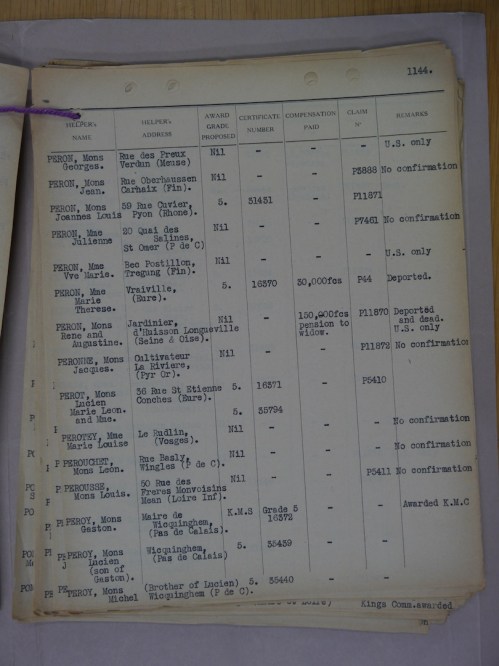 1144.
HELPER's NAME HELPER's ADDRESS AWARD GRADE PROPOSED CERTIFICATE NUMBER COMPENSATION PAID CLAIM Nº REMARKS
PERON, Mons Rue des Preux Nil - - - U.S. only
Georges. Verdun (Meuse)
PERON, Mons Rue Oberhaussen Nil - - P3888 No confirmation
Jean. Carhaix (Fin).
PERON, Mons 59 Rue Cuvier, 5. 31431 - P11871
Joannes Louis Pyon (Rhone).
PERON, Mme 20 Quai des Nil - - P7461 No confirmation
Julienne Salines,
St Omer (P de C)
PERON, Mme Bec Postillon, Nil - - - U.S. only
Vve Marie. Tregung (Fin).
PERON, Mme Vraiville, 5. 16370 30,000fcs P44 Deported.
Marie (Eure).
Therese.
PERON, Mons Jardinier, Nil - 150,000fcs P11870 Deported
Rene and d'Huisson Longueville pension to and dead.
Augustine. (Seine & Oise). widow. U.S. only
PERONNE, Mons Cultivateur Nil - - P11872 No confirmation
Jacques. La Riviere,
(Pyr Or).
PEROT, Mons 36 Rue St Etienne 5. 16371 - P5410
Lucien Conches (Eure).
Marie Leon.
and Mme. 5. 35794
PEROTEY, Mme Le Rudlin, Nil - - - No confirmation
Marie Louise (Vosges).
PEROUCHET, Rue Basly, Nil - - - No confirmation
Mons Leon. Wingles (P de C).
PEROUSSE, 50 Rue des Nil - - P5411 No confirmation
Mons Louis. Freres Monvoisins
Mean (Loire Inf).
PEROY, Mons Maire de K.M.S Grade 5 - - Awarded K.M.C
Gaston. Wicquinghem, 16372
(Pas de Calais).
PEROY, Mons Wicquinghem, 5. 35439 - -
Lucien (Pas de Calais)
(son of
Gaston).
PEROY, Mons (Brother of Lucien) 5. 35440 - -
Michel Wicquinghem (P de C).
Kings Com. awarded